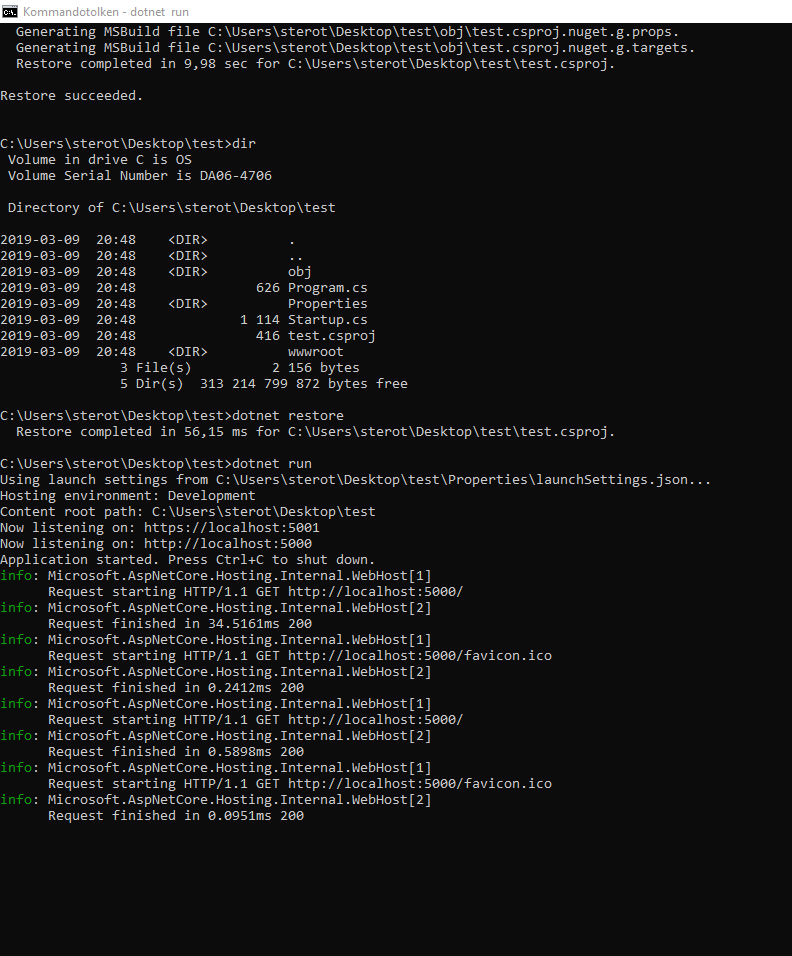 Kommandotolken - dotnet run
Generating MSBuild file C:\Users\sterot\Desktop\test\obj\test.csproj.nuget.g.props.
Generating MSBuild file C:\Users\sterot\Desktop\test\obj\test.csproj.nuget.g.targets.
Restore completed in 9,98 sec for C:\Users\sterot\Desktop\test\test.csproj.
Restore succeeded.
C:\Users\sterot\Desktop\test>dir
Volume in drive C is OS
Volume Serial Number is DA06-4706
Directory of C:\Users\sterot\Desktop\test
2019-03-09  20:48    <DIR>          .
2019-03-09  20:48    <DIR>          ..
2019-03-09  20:48    <DIR>          obj
2019-03-09  20:48               626 Program.cs
2019-03-09  20:48    <DIR>          Properties
2019-03-09  20:48             1 114 Startup.cs
2019-03-09  20:48               416 test.csproj
2019-03-09  20:48    <DIR>          wwwroot
3 File(s)          2 156 bytes
5 Dir(s)  313 214 799 872 bytes free
C:\Users\sterot\Desktop\test>dotnet restore
Restore completed in 56,15 ms for C:\Users\sterot\Desktop\test\test.csproj.
C:\Users\sterot\Desktop\test>dotnet run
Using launch settings from C:\Users\sterot\Desktop\test\Properties\launchSettings.json...
Hosting environment: Development
Content root path: C:\Users\sterot\Desktop\test
Now listening on: https://localhost:5001
Now listening on: http://localhost:5000
Application started. Press Ctrl+C to shut down.
info: Microsoft.AspNetCore.Hosting.Internal.WebHost[1]
Request starting HTTP/1.1 GET http://localhost:5000/
info: Microsoft.AspNetCore.Hosting.Internal.WebHost[2]
Request finished in 34.5161ms 200
info: Microsoft.AspNetCore.Hosting.Internal.WebHost[1]
Request starting HTTP/1.1 GET http://localhost:5000/favicon.ico
info: Microsoft.AspNetCore.Hosting.Internal.WebHost[2]
Request finished in 0.2412ms 200
info: Microsoft.AspNetCore.Hosting.Internal.WebHost[1]
Request starting HTTP/1.1 GET http://localhost:5000/
info: Microsoft.AspNetCore.Hosting.Internal.WebHost[2]
Request finished in 0.5898ms 200
info: Microsoft.AspNetCore.Hosting.Internal.WebHost[1]
Request starting HTTP/1.1 GET http://localhost:5000/favicon.ico
info: Microsoft.AspNetCore.Hosting.Internal.WebHost[2]
Request finished in 0.0951ms 200